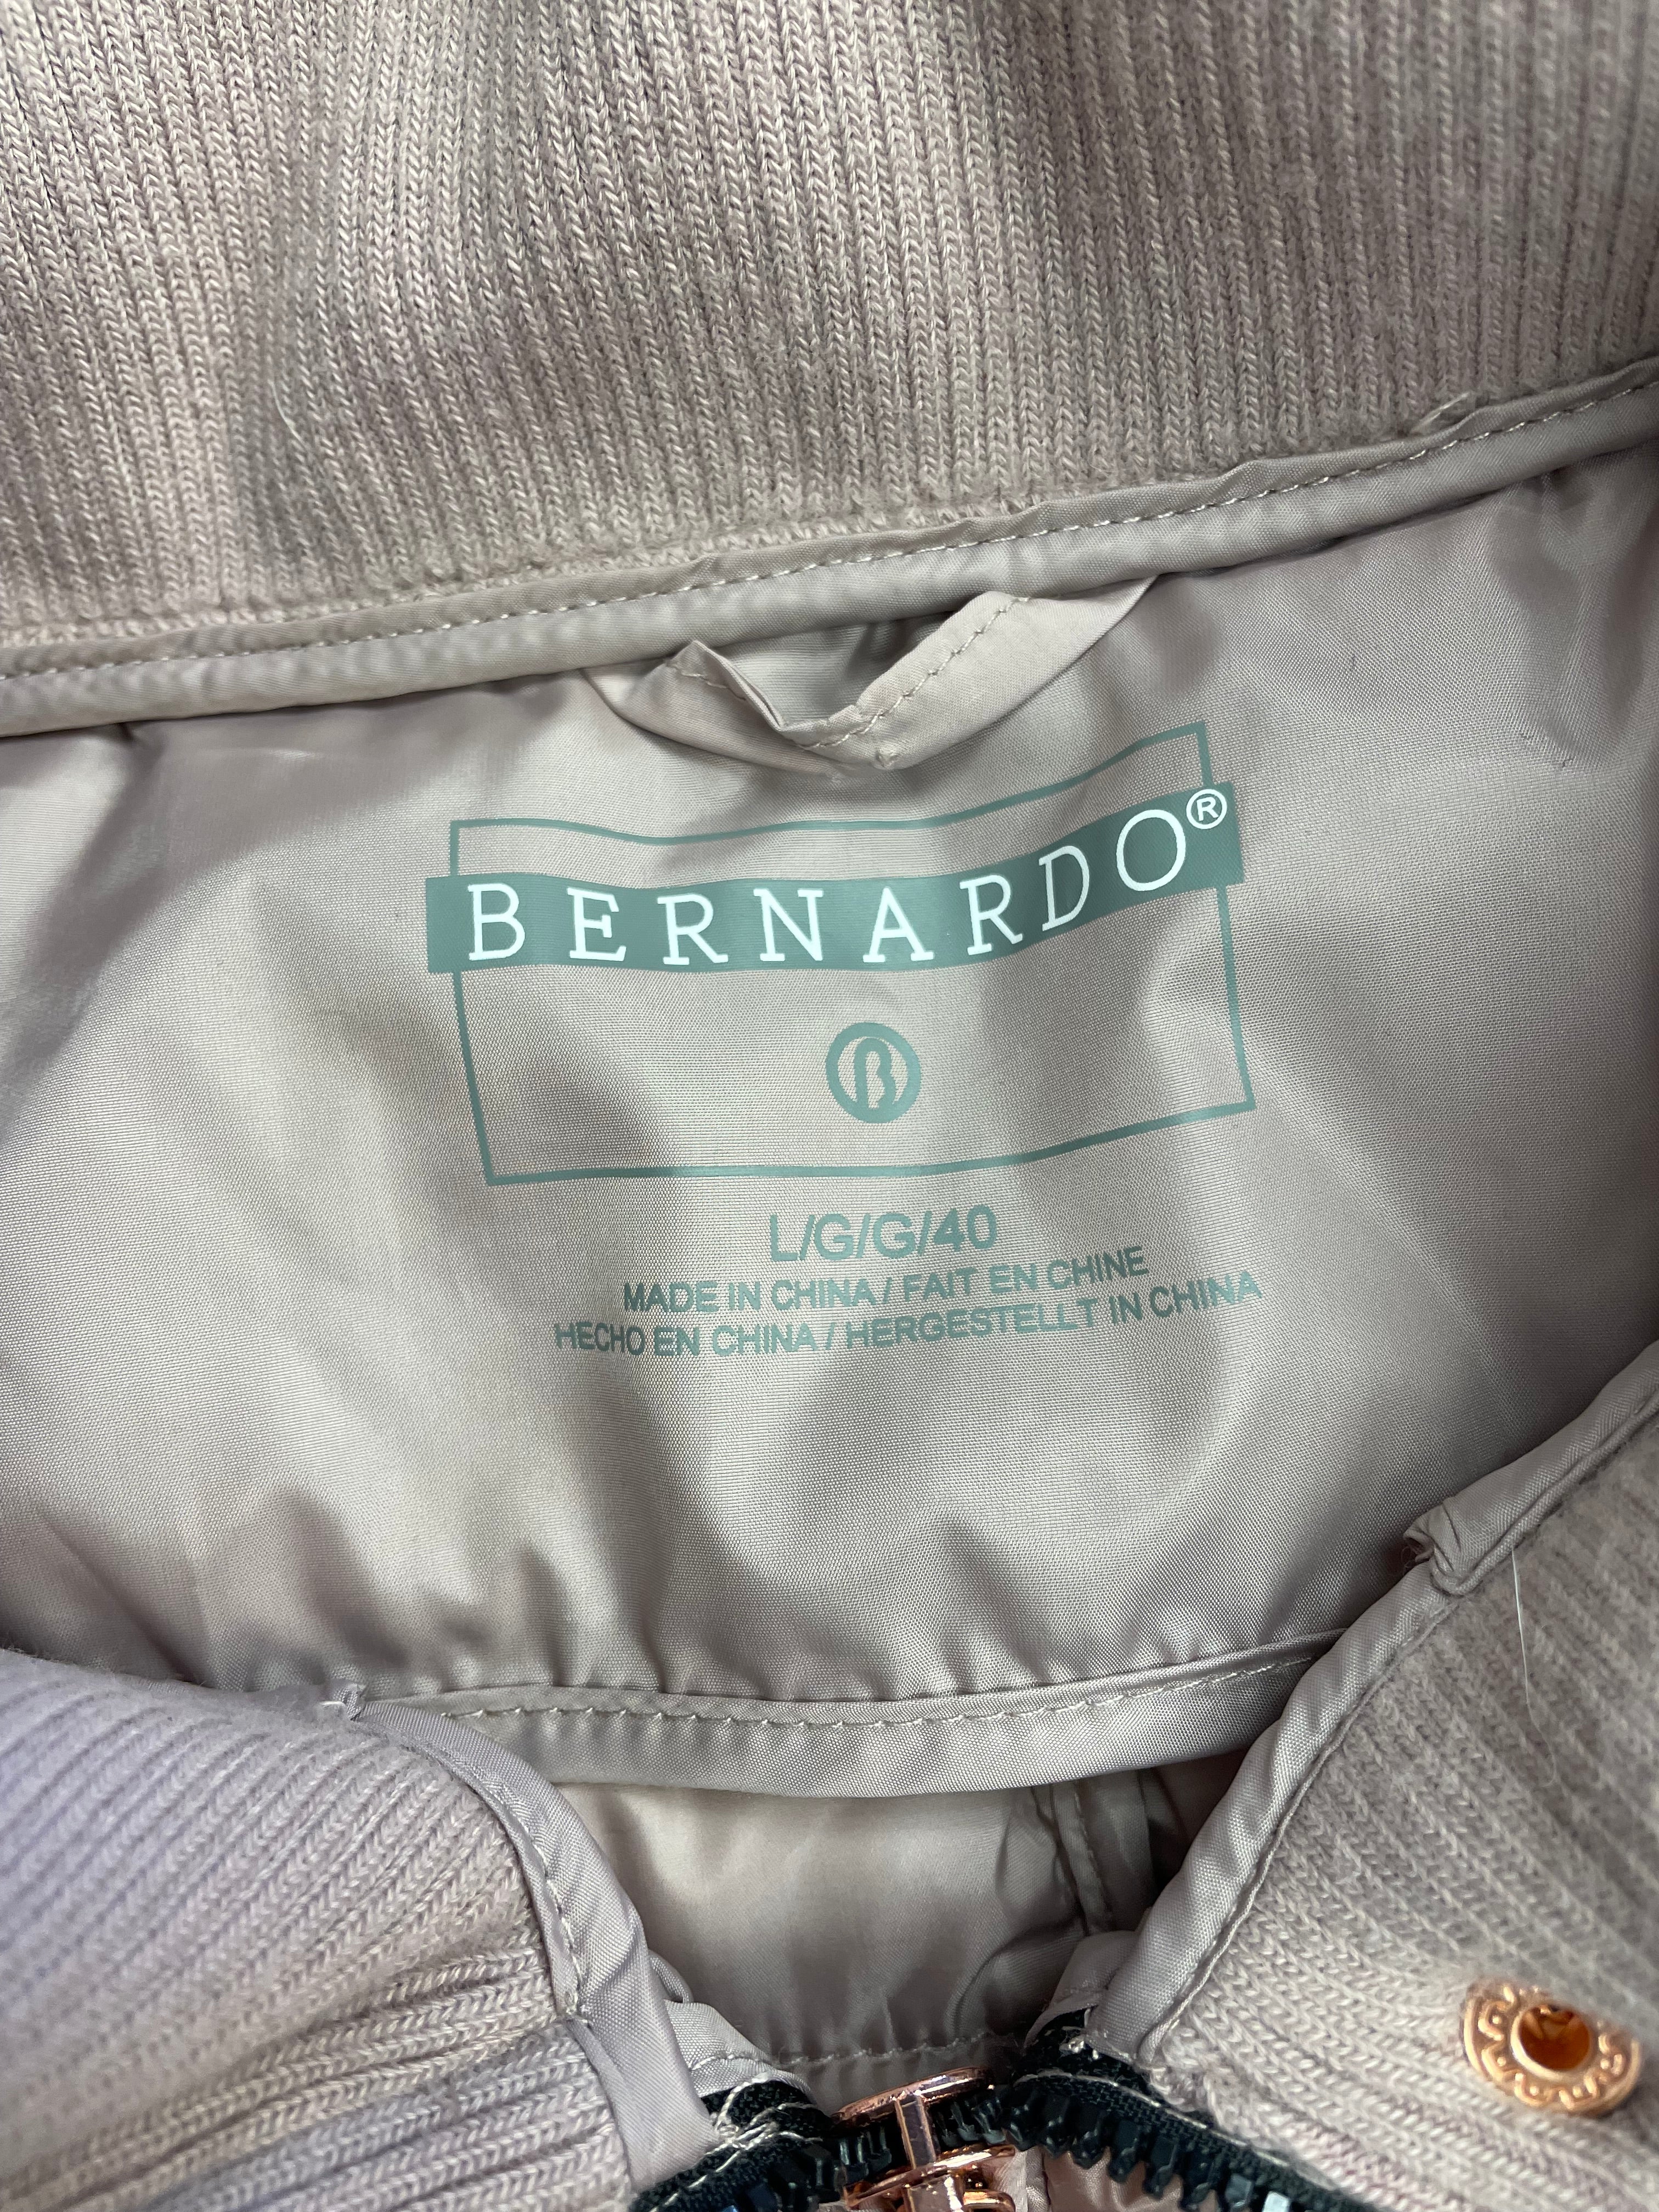 BERNARDO®
B
L/G/G/40
MADE IN CHINA / FAIT EN CHINE
HECHO EN CHINA / HERGESTELLT IN CHINA